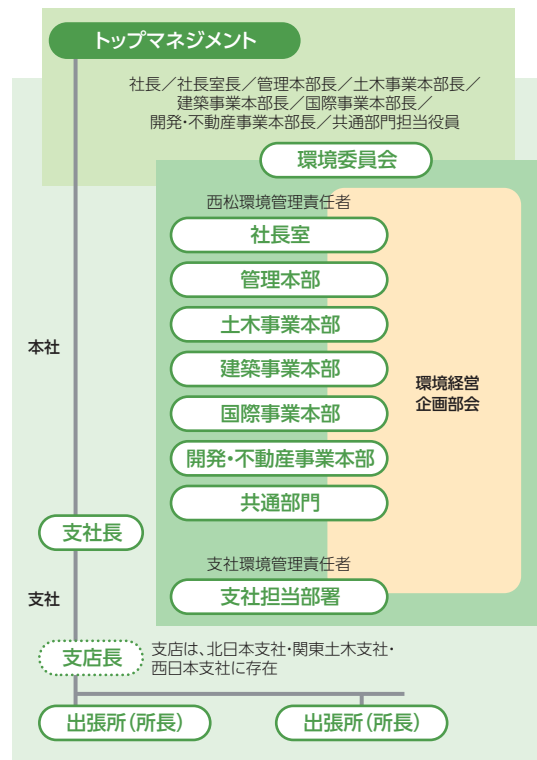 トップマネジメント
社長／社長室長／管理本部長／土木事業本部長／
建築事業本部長／国際事業本部長／
開発・不動産事業本部長／共通部門担当役員
環境委員会
西松環境管理責任者
社長室
管理本部
土木事業本部
本社
建築事業本部
環境経営
企画部会
国際事業本部
開発・不動産事業本部
共通部門
支社長
支社環境管理責任者
支社担当部署
支社
支店長
支店は、北日本支社・関東土木支社・
西日本支社に存在
出張所（所長）
出張所（所長）